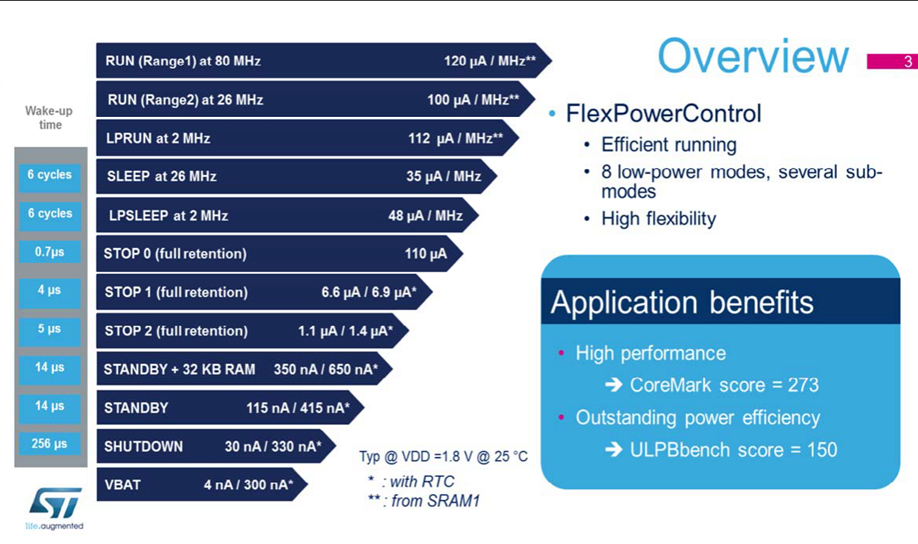 Overview
3
Wake-up
time
RUN (Range1) at 80 MHz 120 µA / MHz**
RUN (Range2) at 26 MHz 100 µA / MHz**
LPRUN at 2 MHz 112 µA / MHz**
6 cycles SLEEP at 26 MHz 35 µA / MHz
6 cycles LPSLEEP at 2 MHz 48 µA / MHz
0.7µs STOP 0 (full retention) 110 µA
4 µs STOP 1 (full retention) 6.6 µA / 6.9 µA*
5 µs STOP 2 (full retention) 1.1 µA / 1.4 µA*
14 µs STANDBY + 32 KB RAM 350 nA / 650 nA*
14 µs STANDBY 115 nA / 415 nA*
256 µs SHUTDOWN 30 nA / 330 nA*
VBAT 4 nA / 300 nA*
Typ @ VDD =1.8 V @ 25 °C
* : with RTC
** : from SRAM1
• FlexPowerControl
• Efficient running
• 8 low-power modes, several sub-
modes
• High flexibility
Application benefits
• High performance
➔ CoreMark score = 273
• Outstanding power efficiency
➔ ULPBbench score = 150
ST
life.augmented